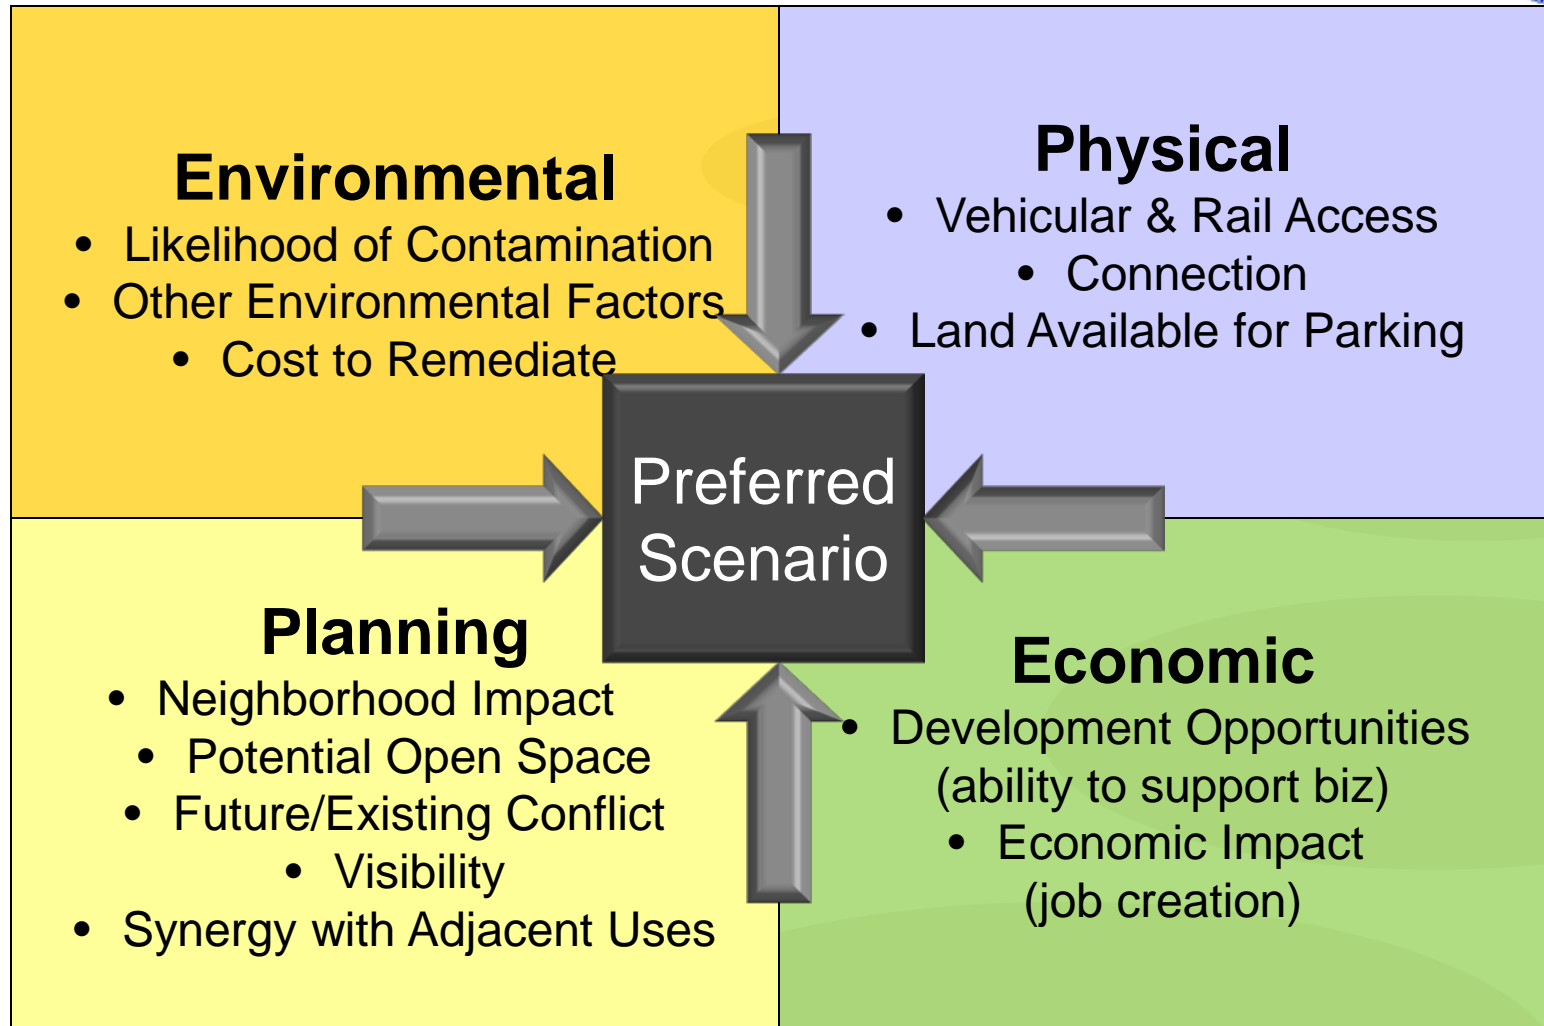 Environmental
• Likelihood of Contamination
• Other Environmental Factors
• Cost to Remediate
Physical
• Vehicular & Rail Access
• Connection
• Land Available for Parking
Preferred
Scenario
Planning
• Neighborhood Impact
• Potential Open Space
• Future/Existing Conflict
• Visibility
• Synergy with Adjacent Uses
Economic
• Development Opportunities
(ability to support biz)
• Economic Impact
(job creation)